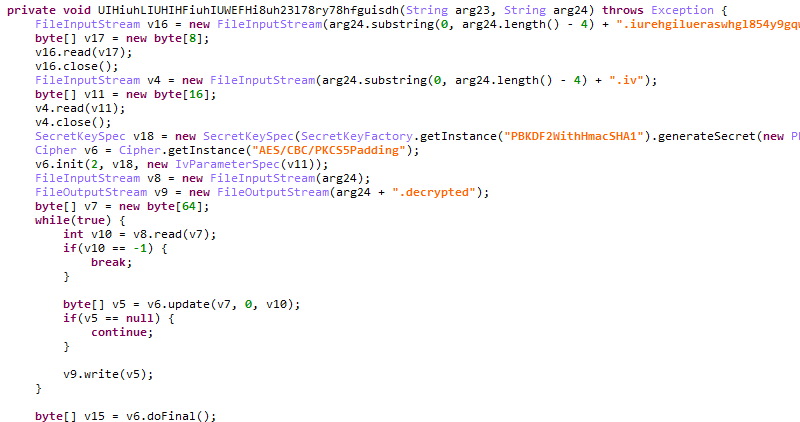 private void UIHiuhLIUHIHFiuhIUWEFHi8uh23l78ry78hfguisdh(String arg23, String arg24) throws Exception {
FileInputStream v16 = new FileInputStream(arg24.substring(0, arg24.length() - 4) + ".iurehgilueraswhgl854y9gqu
byte[] v17 = new byte[8];
v16.read(v17);
v16.close();
FileInputStream v4 = new FileInputStream(arg24.substring(0, arg24.length() - 4) + ".iv");
byte[] v11 = new byte[16];
v4.read(v11);
v4.close();
SecretKeySpec v18 = new SecretKeySpec(SecretKeyFactory.getInstance("PBKDF2WithHmacSHA1").generateSecret(new PB
Cipher v6 = Cipher.getInstance("AES/CBC/PKCS5Padding");
v6.init(2, v18, new IvParameterSpec(v11));
FileInputStream v8 = new FileInputStream(arg24);
FileOutputStream v9 = new FileOutputStream(arg24 + ".decrypted");
byte[] v7 = new byte[64];
while(true) {
int v10 = v8.read(v7);
if(v10 == -1) {
break;
}
byte[] v5 = v6.update(v7, 0, v10);
if(v5 == null) {
continue;
}
v9.write(v5);
}
byte[] v15 = v6.doFinal();